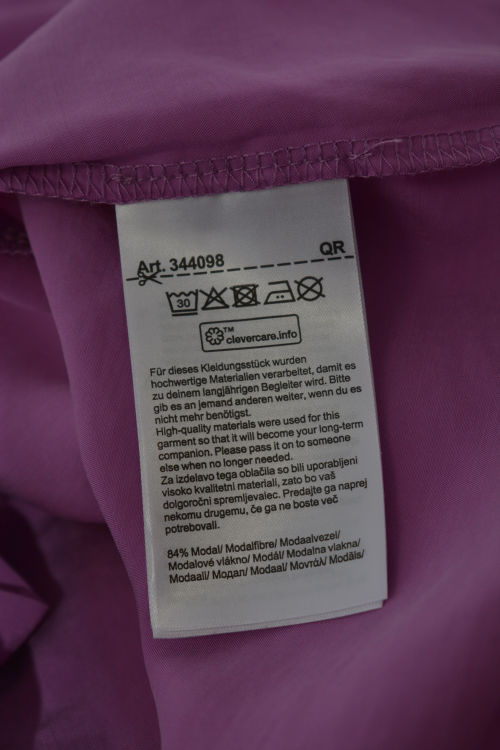 Art. 344098 QR
30
™ clevercare.info
Für dieses Kleidungsstück wurden
hochwertige Materialien verarbeitet, damit es
zu deinem langjährigen Begleiter wird. Bitte
gib es an jemand anderen weiter, wenn du es
nicht mehr benötigst.
High-quality materials were used for this
garment so that it will become your long-term
companion. Please pass it on to someone
else when no longer needed.
Za izdelavo tega oblačila so bili uporabljeni
visoko kvalitetni materiali, zato bo vaš
dolgoročni spremljevalec. Predajte ga naprej
nekomu drugemu, če ga ne boste več
potrebovali.
84% Modal/ Modalfibre/ Modaalvezel/
Modalové vlákno/ Modál/ Modalna vlakna/
Modaali/ Модал/ Modaal/ Μοντάλ/ Modāls/